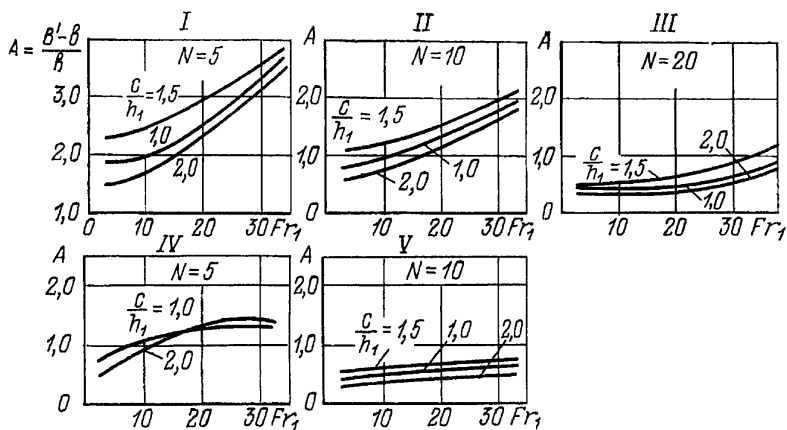 I
A = в'-в/в
N=5
3,0
2,0
1,0
C/h₁ = 1,5
1,0
2,0
0 10 20 30 Fr₁
II
A
N=10
2,0
1,0
0
C/h₁ = 1,5
1,0
2,0
10 20 30 Fr₁
III
A
N=20
2,0
1,0
0
C/h₁ = 1,5
2,0
1,0
10 20 30 Fr₁
IV
A
N=5
2,0
1,0
0
C/h₁ = 1,0
2,0
10 20 30 Fr₁
V
A
N=10
2,0
1,0
0
C/h₁ = 1,5
1,0
2,0
10 20 30 Fr₁